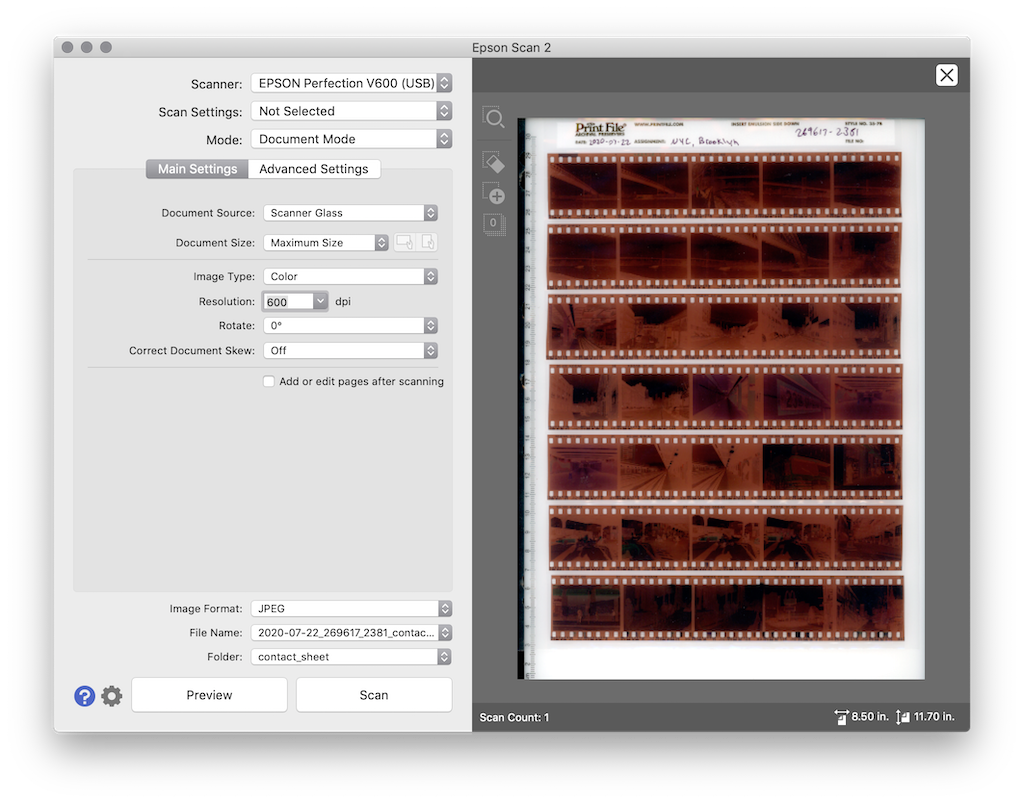 Epson Scan 2
Scanner: EPSON Perfection V600 (USB)
Scan Settings: Not Selected
Mode: Document Mode
Main Settings Advanced Settings
Document Source: Scanner Glass
Document Size: Maximum Size
Image Type: Color
Resolution: 600 dpi
Rotate: 0°
Correct Document Skew: Off
Add or edit pages after scanning
Image Format: JPEG
File Name: 2020-07-22_269617_2381_contac...
Folder: contact_sheet
? Preview Scan
0
Print File WWW.PRINTFILE.COM INSERT EMULSION SIDE DOWN STYLE NO. 35-7B
ARCHIVAL PRESERVERS 269617-2381
DATE: 2020-07-22 ASSIGNMENT: NYC, Brooklyn FILE NO:
Scan Count: 1 8.50 in. 11.70 in.